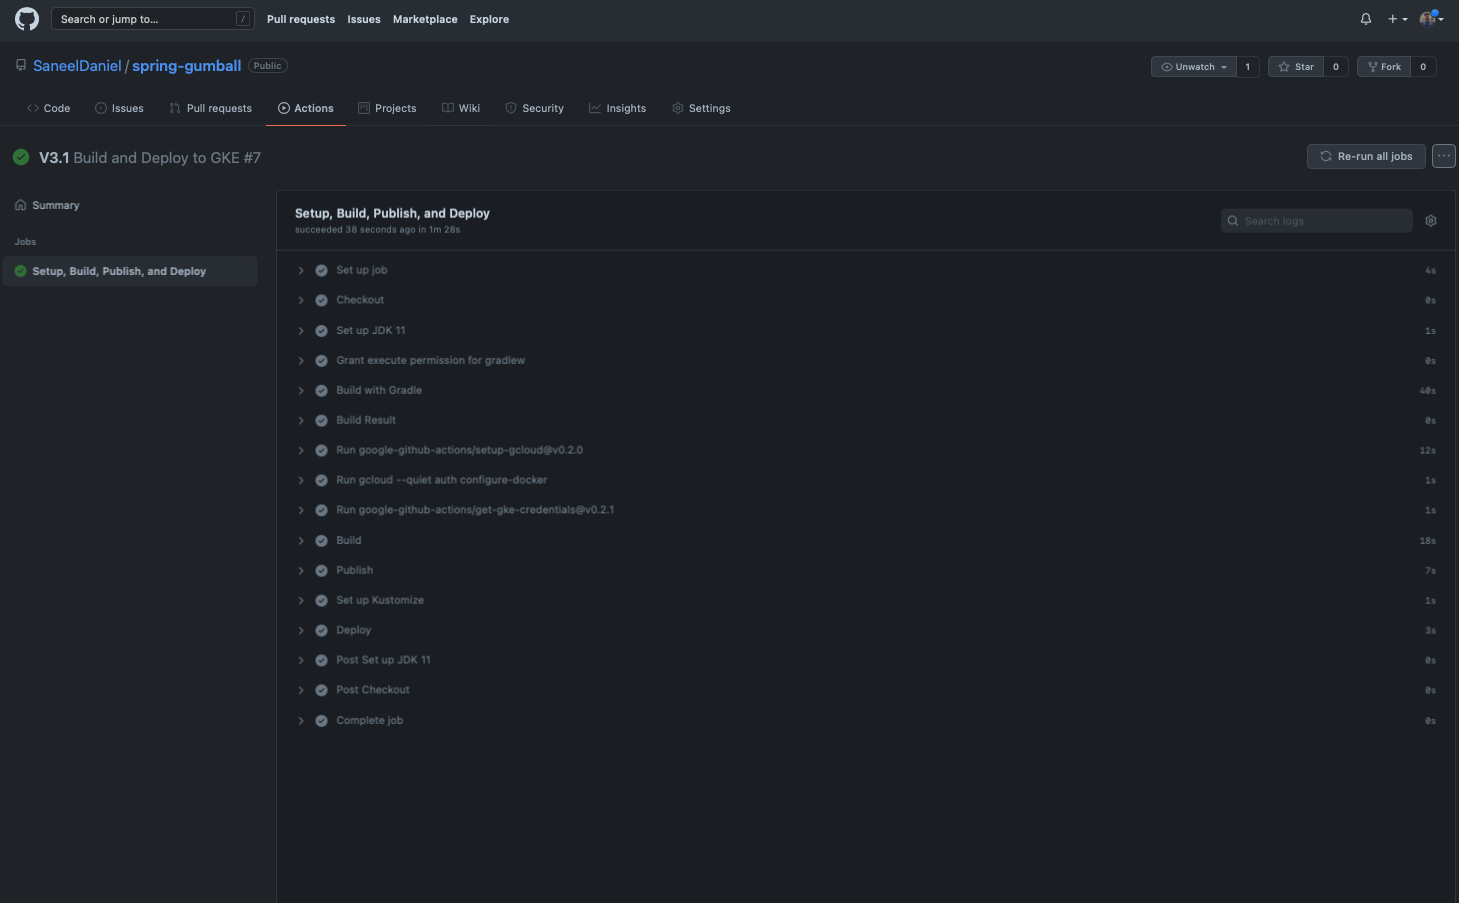 Search or jump to... /
Pull requests Issues Marketplace Explore
SaneelDaniel / spring-gumball Public
Unwatch 1 Star 0 Fork 0
Code Issues Pull requests Actions Projects Wiki Security Insights Settings
V3.1 Build and Deploy to GKE #7
Re-run all jobs ...
Summary
Jobs
Setup, Build, Publish, and Deploy
Setup, Build, Publish, and Deploy
succeeded 38 seconds ago in 1m 28s
Search logs
Set up job 4s
Checkout 0s
Set up JDK 11 1s
Grant execute permission for gradlew 0s
Build with Gradle 40s
Build Result 0s
Run google-github-actions/setup-gcloud@v0.2.0 12s
Run gcloud --quiet auth configure-docker 1s
Run google-github-actions/get-gke-credentials@v0.2.1 1s
Build 18s
Publish 7s
Set up Kustomize 1s
Deploy 3s
Post Set up JDK 11 0s
Post Checkout 0s
Complete job 0s